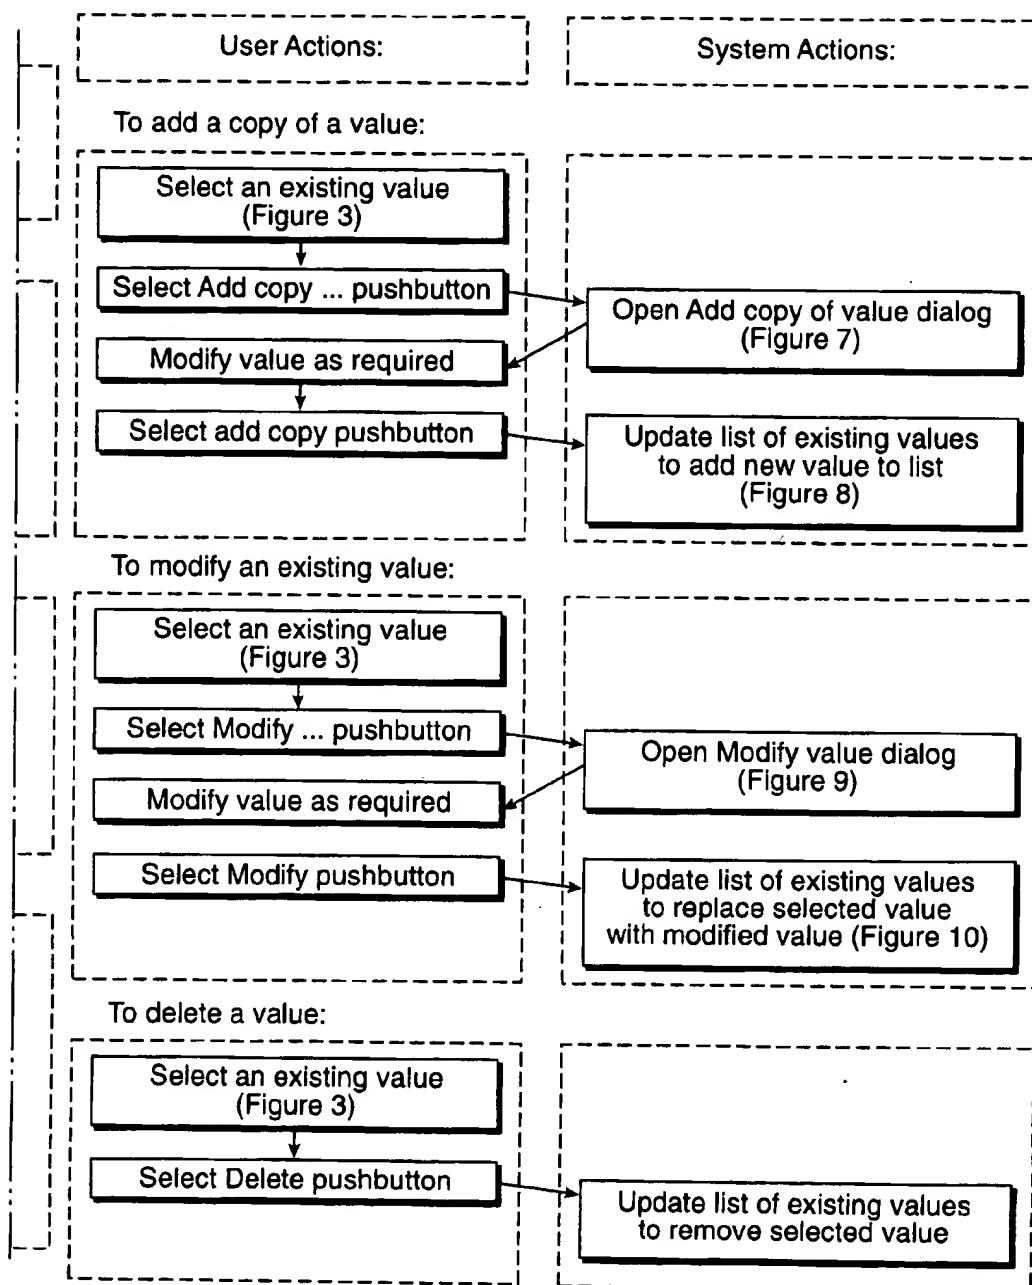 User Actions:
System Actions:
To add a copy of a value:
Select an existing value
(Figure 3)
Select Add copy ... pushbutton
Open Add copy of value dialog
(Figure 7)
Modify value as required
Select add copy pushbutton
Update list of existing values
to add new value to list
(Figure 8)
To modify an existing value:
Select an existing value
(Figure 3)
Select Modify ... pushbutton
Open Modify value dialog
(Figure 9)
Modify value as required
Select Modify pushbutton
Update list of existing values
to replace selected value
with modified value (Figure 10)
To delete a value:
Select an existing value
(Figure 3)
Select Delete pushbutton
Update list of existing values
to remove selected value